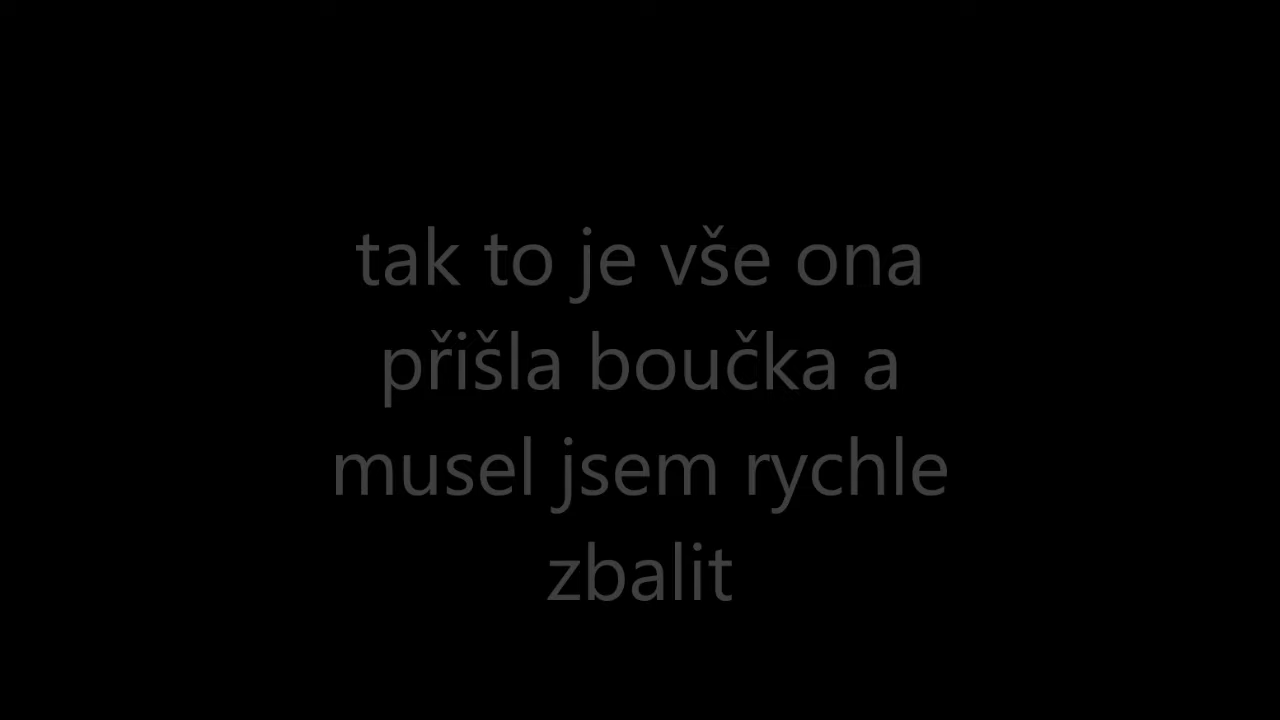 tak to je vše ona
přišla boučka a
musel jsem rychle
zbalit